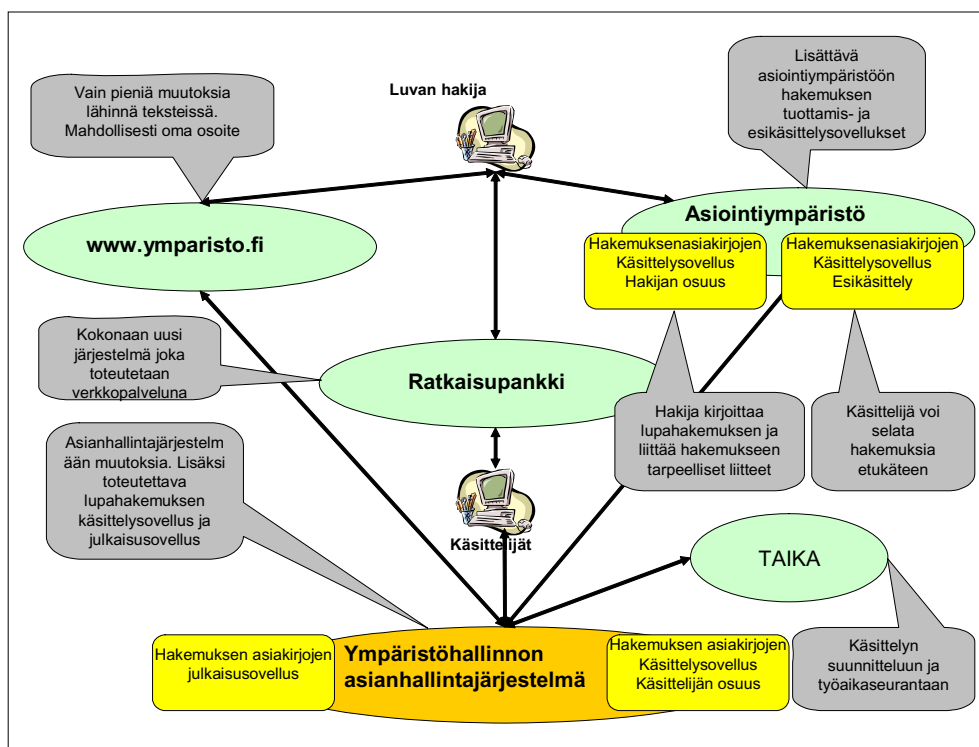 Vain pieniä muutoksia
lähinnä teksteissä.
Mahdollisesti oma osoite
Luvan hakija
Lisättävä
asiointiympäristöön
hakemuksen
tuottamis- ja
esikäsittelysovellukset
www.ymparisto.fi
Asiointiympäristö
Hakemuksenasiakirjojen
Käsittelysovellus
Hakijan osuus
Hakemuksenasiakirjojen
Käsittelysovellus
Esikäsittely
Kokonaan uusi
järjestelmä joka
toteutetaan
verkkopalveluna
Ratkaisupankki
Hakija kirjoittaa
lupahakemuksen ja
liittää hakemukseen
tarpeelliset liitteet
Käsittelijä voi
selata
hakemuksia
etukäteen
Asianhallintajärjestelm
ään muutoksia. Lisäksi
toteutettava
lupahakemuksen
käsittelysovellus ja
julkaisusovellus
Käsittelijät
TAIKA
Hakemuksen asiakirjojen
julkaisusovellus
Ympäristöhallinnon
asianhallintajärjestelmä
Hakemuksen asiakirjojen
Käsittelysovellus
Käsittelijän osuus
Käsittelyn
suunnitteluun ja
työaikaseurantaan